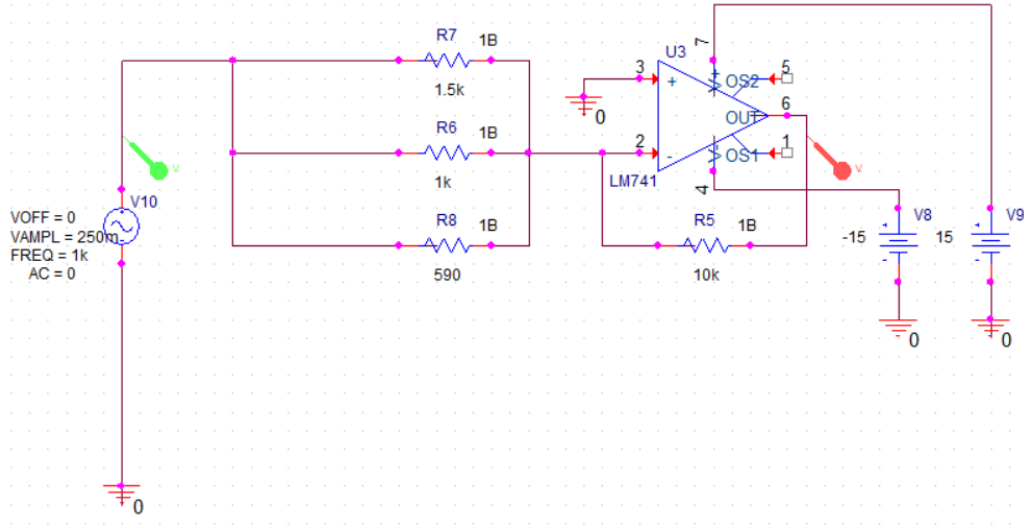 R7 1B
1.5k
R6 1B
1k
R8 1B
590
V10
VOFF = 0
VAMPL = 250m
FREQ = 1k
AC = 0
0
U3
7
3
+
V+
OS2
5
0
OUT
6
2
-
V-
OS1
1
LM741
4
V
V
R5 1B
10k
V8
-15
0
V9
15
0